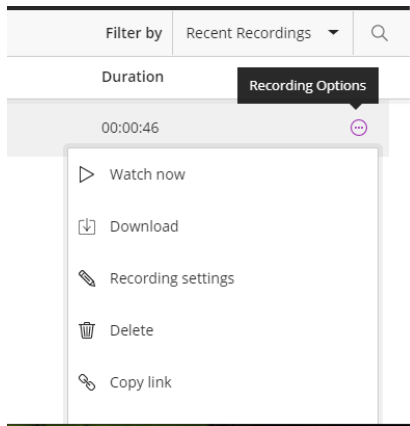 Filter by Recent Recordings
Duration
Recording Options
00:00:46
Watch now
Download
Recording settings
Delete
Copy link